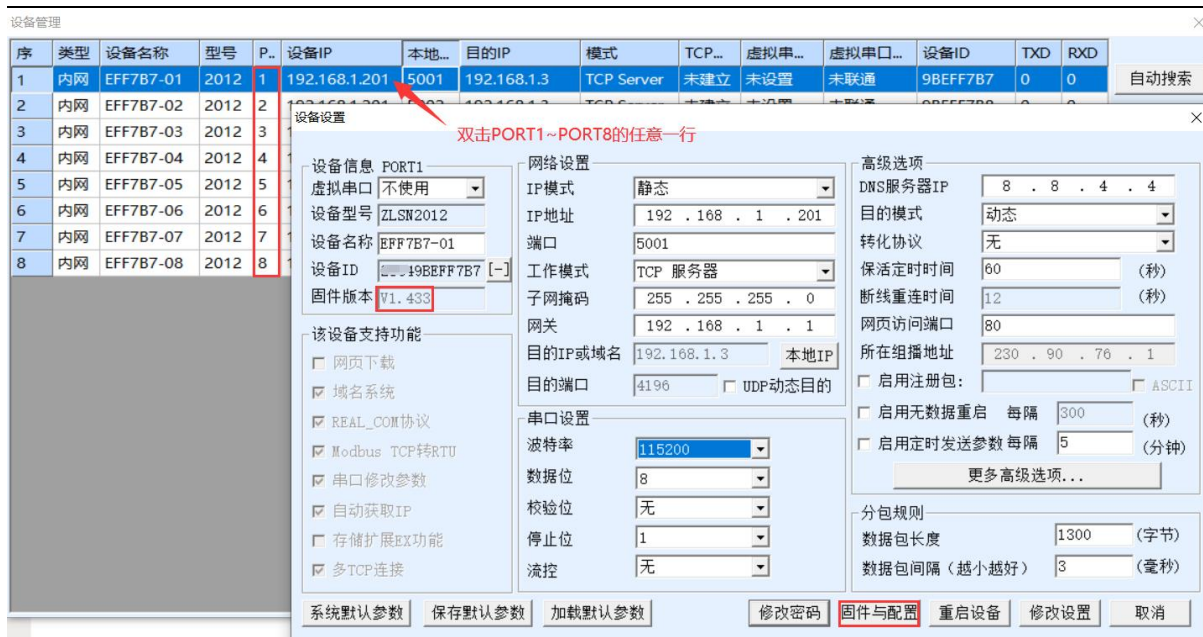 设备管理
序 类型 设备名称 型号 P.. 设备IP 本地... 目的IP 模式 TCP... 虚拟串... 虚拟串口... 设备ID TXD RXD
1 内网 EFF7B7-01 2012 1 192.168.1.201 5001 192.168.1.3 TCP Server 未建立 未设置 未联通 9BEFF7B7 0 0 自动搜索
2 内网 EFF7B7-02 2012 2
3 内网 EFF7B7-03 2012 3
4 内网 EFF7B7-04 2012 4
5 内网 EFF7B7-05 2012 5
6 内网 EFF7B7-06 2012 6
7 内网 EFF7B7-07 2012 7
8 内网 EFF7B7-08 2012 8
双击PORT1~PORT8的任意一行
设备设置
设备信息 PORT1
虚拟串口 不使用
设备型号 ZLSN2012
设备名称 EFF7B7-01
设备ID 49BEFF7B7 [-]
固件版本 V1.433
该设备支持功能
网页下载
域名系统
REAL_COM协议
Modbus TCP转RTU
串口修改参数
自动获取IP
存储扩展EX功能
多TCP连接
网络设置
IP模式 静态
IP地址 192 . 168 . 1 . 201
端口 5001
工作模式 TCP 服务器
子网掩码 255 . 255 . 255 . 0
网关 192 . 168 . 1 . 1
目的IP或域名 192.168.1.3 本地IP
目的端口 4196 UDP动态目的
串口设置
波特率 115200
数据位 8
校验位 无
停止位 1
流控 无
高级选项
DNS服务器IP 8 . 8 . 4 . 4
目的模式 动态
转化协议 无
保活定时时间 60 (秒)
断线重连时间 12 (秒)
网页访问端口 80
所在组播地址 230 . 90 . 76 . 1
启用注册包: ASCII
启用无数据重启 每隔 300 (秒)
启用定时发送参数 每隔 5 (分钟)
更多高级选项...
分包规则
数据包长度 1300 (字节)
数据包间隔（越小越好） 3 (毫秒)
系统默认参数 保存默认参数 加载默认参数 修改密码 固件与配置 重启设备 修改设置 取消